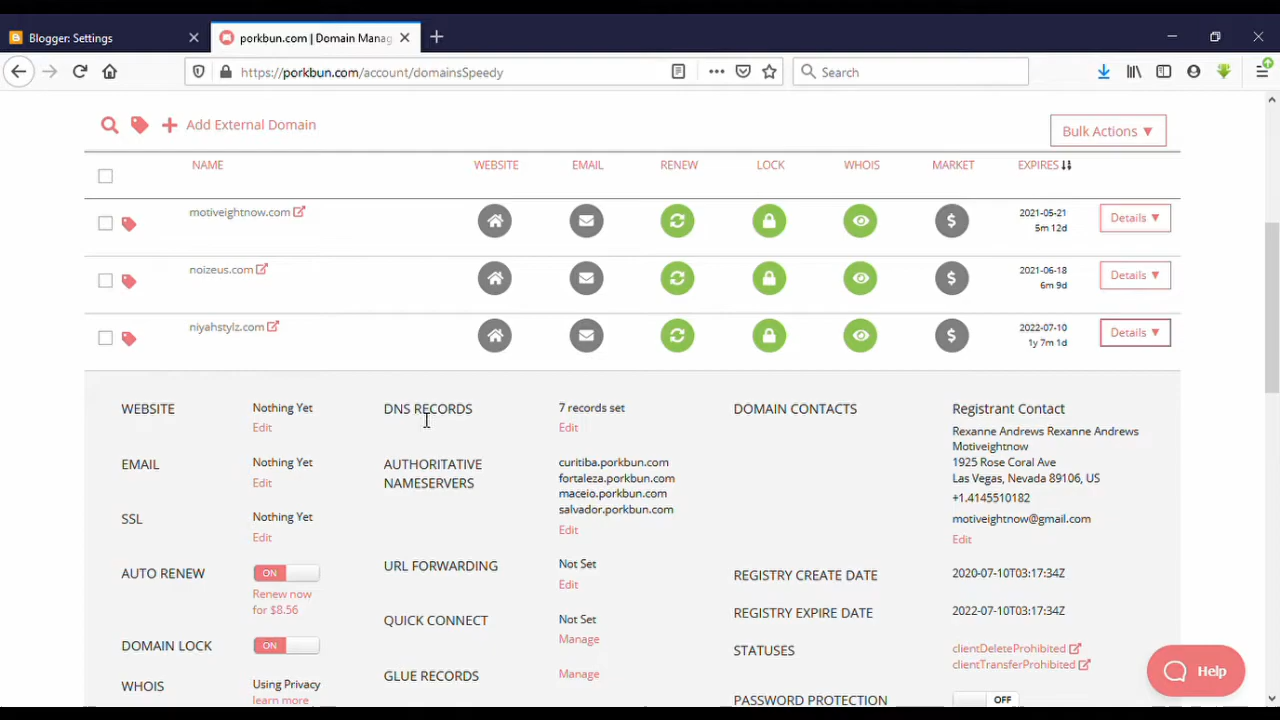 Blogger: Settings
porkbun.com | Domain Manag
https://porkbun.com/account/domainsSpeedy
Search
Add External Domain
Bulk Actions ▼
NAME WEBSITE EMAIL RENEW LOCK WHOIS MARKET EXPIRES
motiveightnow.com 2021-05-21 Details ▼
5m 12d
noizeus.com 2021-06-18 Details ▼
6m 9d
niyahstylz.com 2022-07-10 Details ▼
1y 7m 1d
WEBSITE
Nothing Yet
Edit
EMAIL
Nothing Yet
Edit
SSL
Nothing Yet
Edit
AUTO RENEW
ON
Renew now
for $8.56
DOMAIN LOCK
ON
WHOIS
Using Privacy
learn more
DNS RECORDS
7 records set
Edit
AUTHORITATIVE
NAMESERVERS
curitiba.porkbun.com
fortaleza.porkbun.com
maceio.porkbun.com
salvador.porkbun.com
Edit
URL FORWARDING
Not Set
Edit
QUICK CONNECT
Not Set
Manage
GLUE RECORDS
Manage
DOMAIN CONTACTS
Registrant Contact
Rexanne Andrews Rexanne Andrews
Motiveightnow
1925 Rose Coral Ave
Las Vegas, Nevada 89106, US
+1.4145510182
motiveightnow@gmail.com
Edit
REGISTRY CREATE DATE
2020-07-10T03:17:34Z
REGISTRY EXPIRE DATE
2022-07-10T03:17:34Z
STATUSES
clientDeleteProhibited
clientTransferProhibited
PASSWORD PROTECTION
OFF
Help